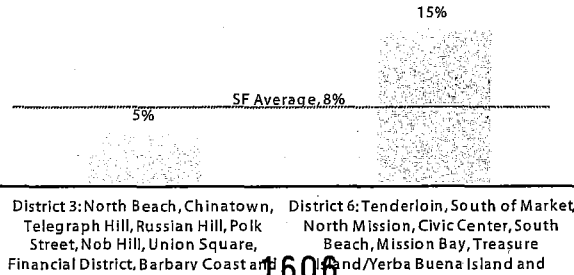 15%
SF Average, 8%
5%
District 3: North Beach, Chinatown,
Telegraph Hill, Russian Hill, Polk
Street, Nob Hill, Union Square,
Financial District, Barbary Coast and
District 6: Tenderloin, South of Market,
North Mission, Civic Center, South
Beach, Mission Bay, Treasure
Island/Yerba Buena Island and
1606